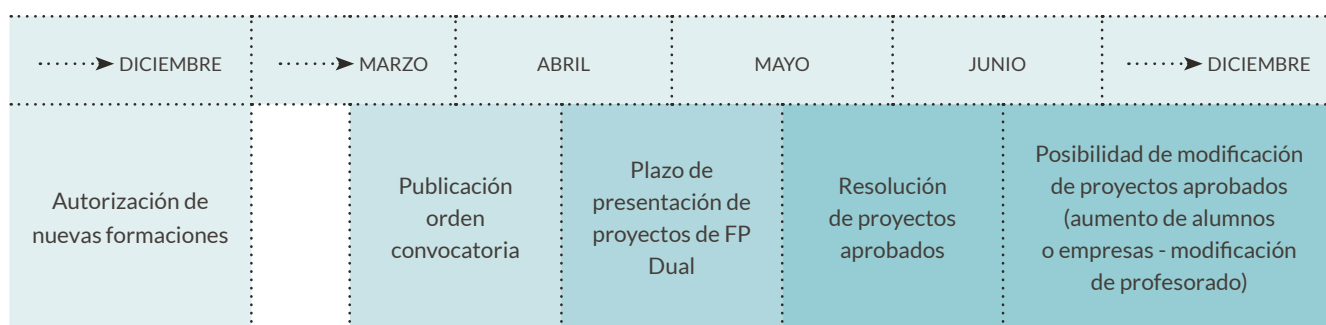 DICIEMBRE
MARZO
ABRIL
MAYO
JUNIO
DICIEMBRE
Autorización de
nuevas formaciones
Publicación
orden
convocatoria
Plazo de
presentación de
proyectos de FP
Dual
Resolución
de proyectos
aprobados
Posibilidad de modificación
de proyectos aprobados
(aumento de alumnos
o empresas - modificación
de profesorado)